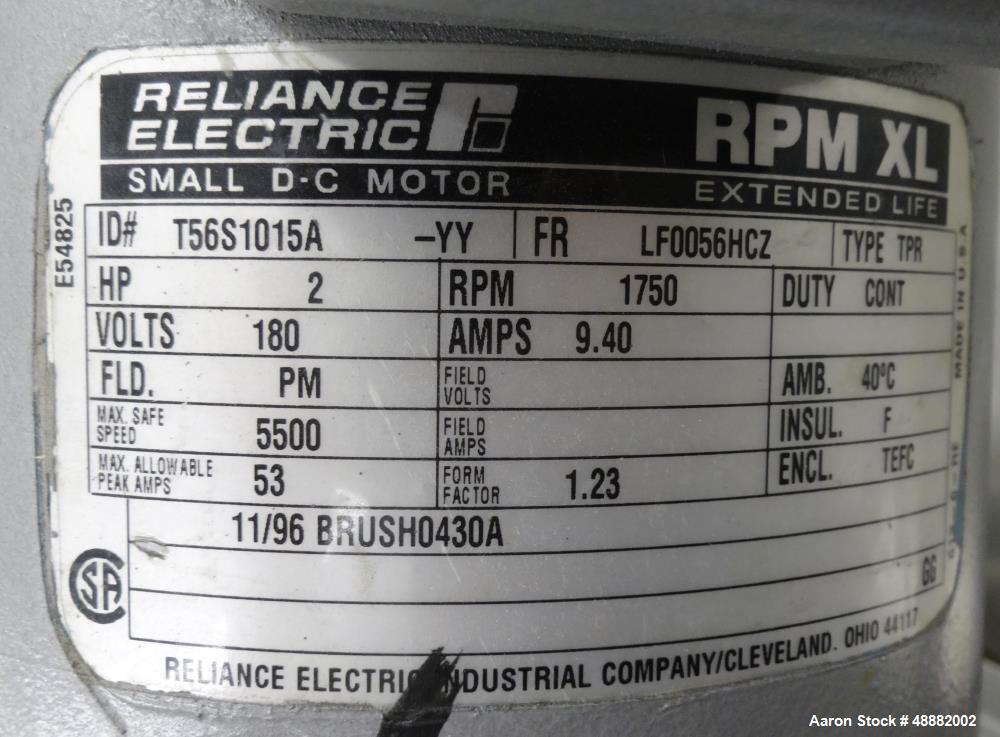 RELIANCE
ELECTRIC
RPM XL
SMALL D-C MOTOR
EXTENDED LIFE
E54825
ID# T56S1015A -YY FR LF0056HCZ TYPE TPR
HP 2 RPM 1750 DUTY CONT
VOLTS 180 AMPS 9.40
FLD. PM FIELD VOLTS AMB. 40°C
MAX. SAFE SPEED 5500 FIELD AMPS INSUL. F
MAX. ALLOWABLE PEAK AMPS 53 FORM FACTOR 1.23 ENCL. TEFC
11/96 BRUSH0430A
GG
MADE IN U.S.A
SA
RELIANCE ELECTRIC INDUSTRIAL COMPANY/CLEVELAND. OHIO 44117
Aaron Stock # 48882002